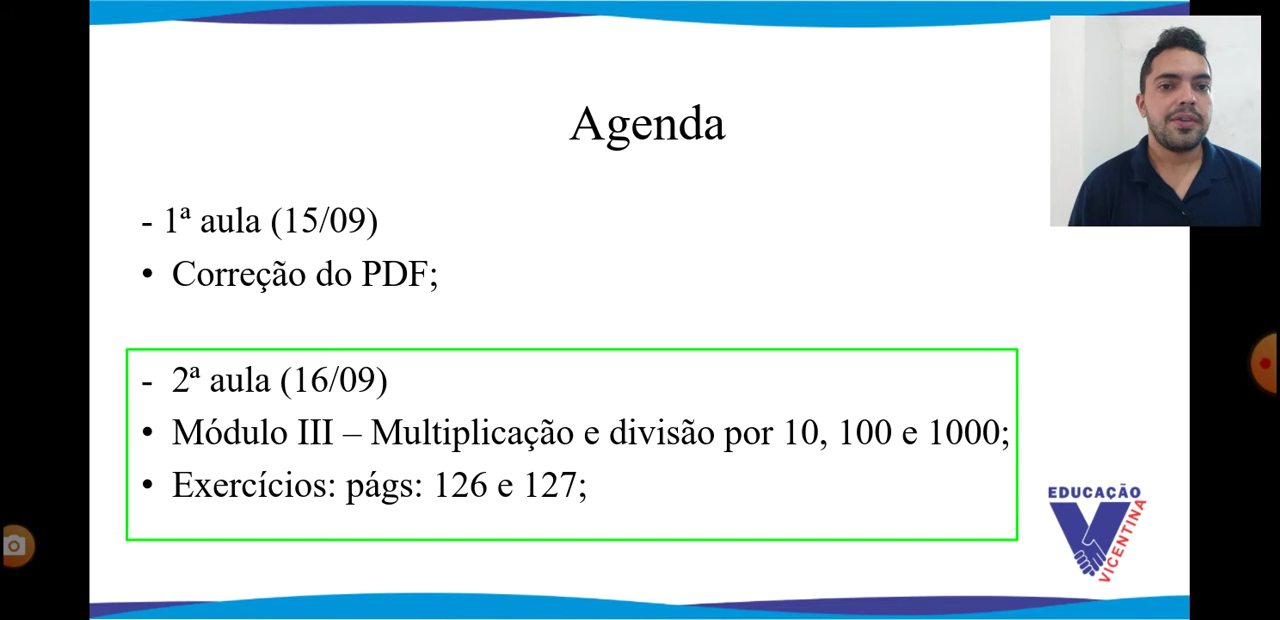 Agenda
- 1ª aula (15/09)
• Correção do PDF;
- 2ª aula (16/09)
• Módulo III – Multiplicação e divisão por 10, 100 e 1000;
• Exercícios: págs: 126 e 127;
EDUCAÇÃO
VICENTINA